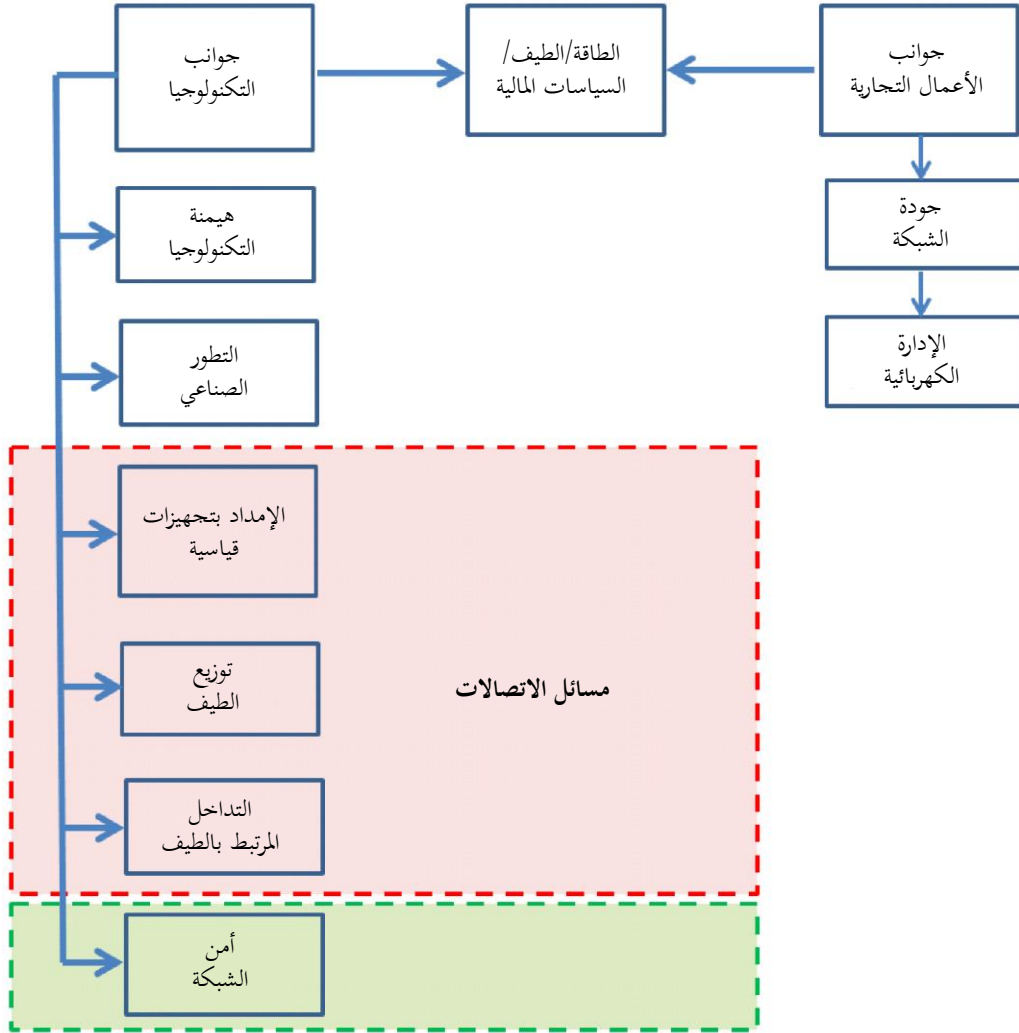 جوانب
الأعمال التجارية
الطاقة/الطيف/
السياسات المالية
جوانب
التكنولوجيا
جودة
الشبكة
الإدارة
الكهربائية
هيمنة
التكنولوجيا
التطور
الصناعي
الإمداد بتجهيزات
قياسية
توزيع
الطيف
مسائل الاتصالات
التداخل
المرتبط بالطيف
أمن
الشبكة